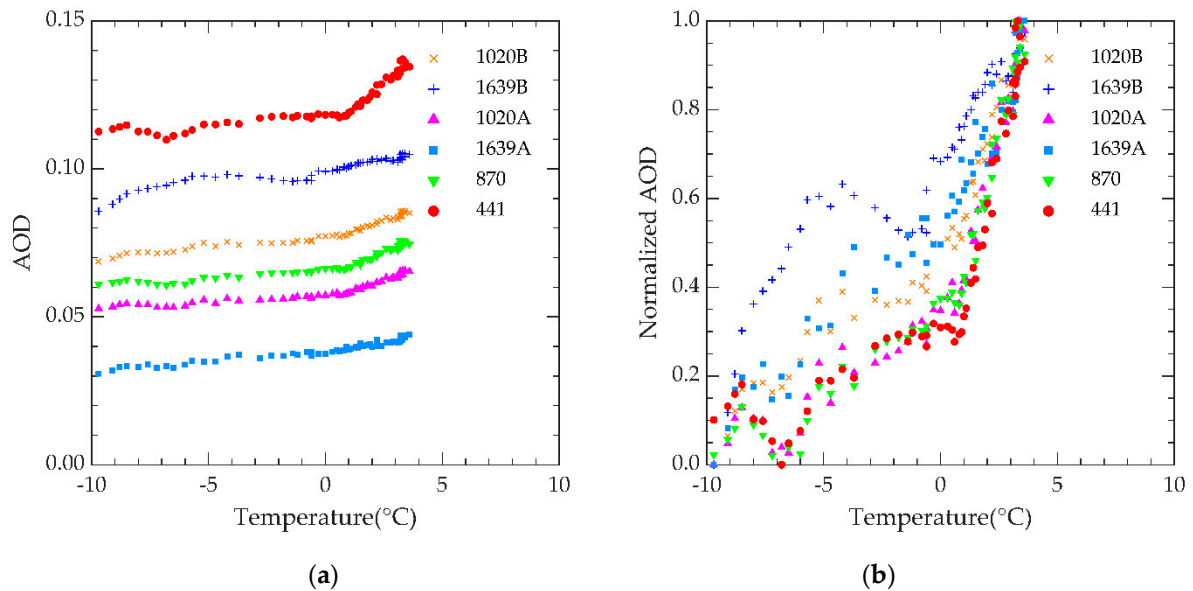 0.15
0.10
0.05
0.00
AOD
-10
-5
0
5
10
Temperature(°C)
1020B
1639B
1020A
1639A
870
441
(a)
1.0
0.8
0.6
0.4
0.2
0.0
Normalized AOD
-10
-5
0
5
10
Temperature(°C)
1020B
1639B
1020A
1639A
870
441
(b)